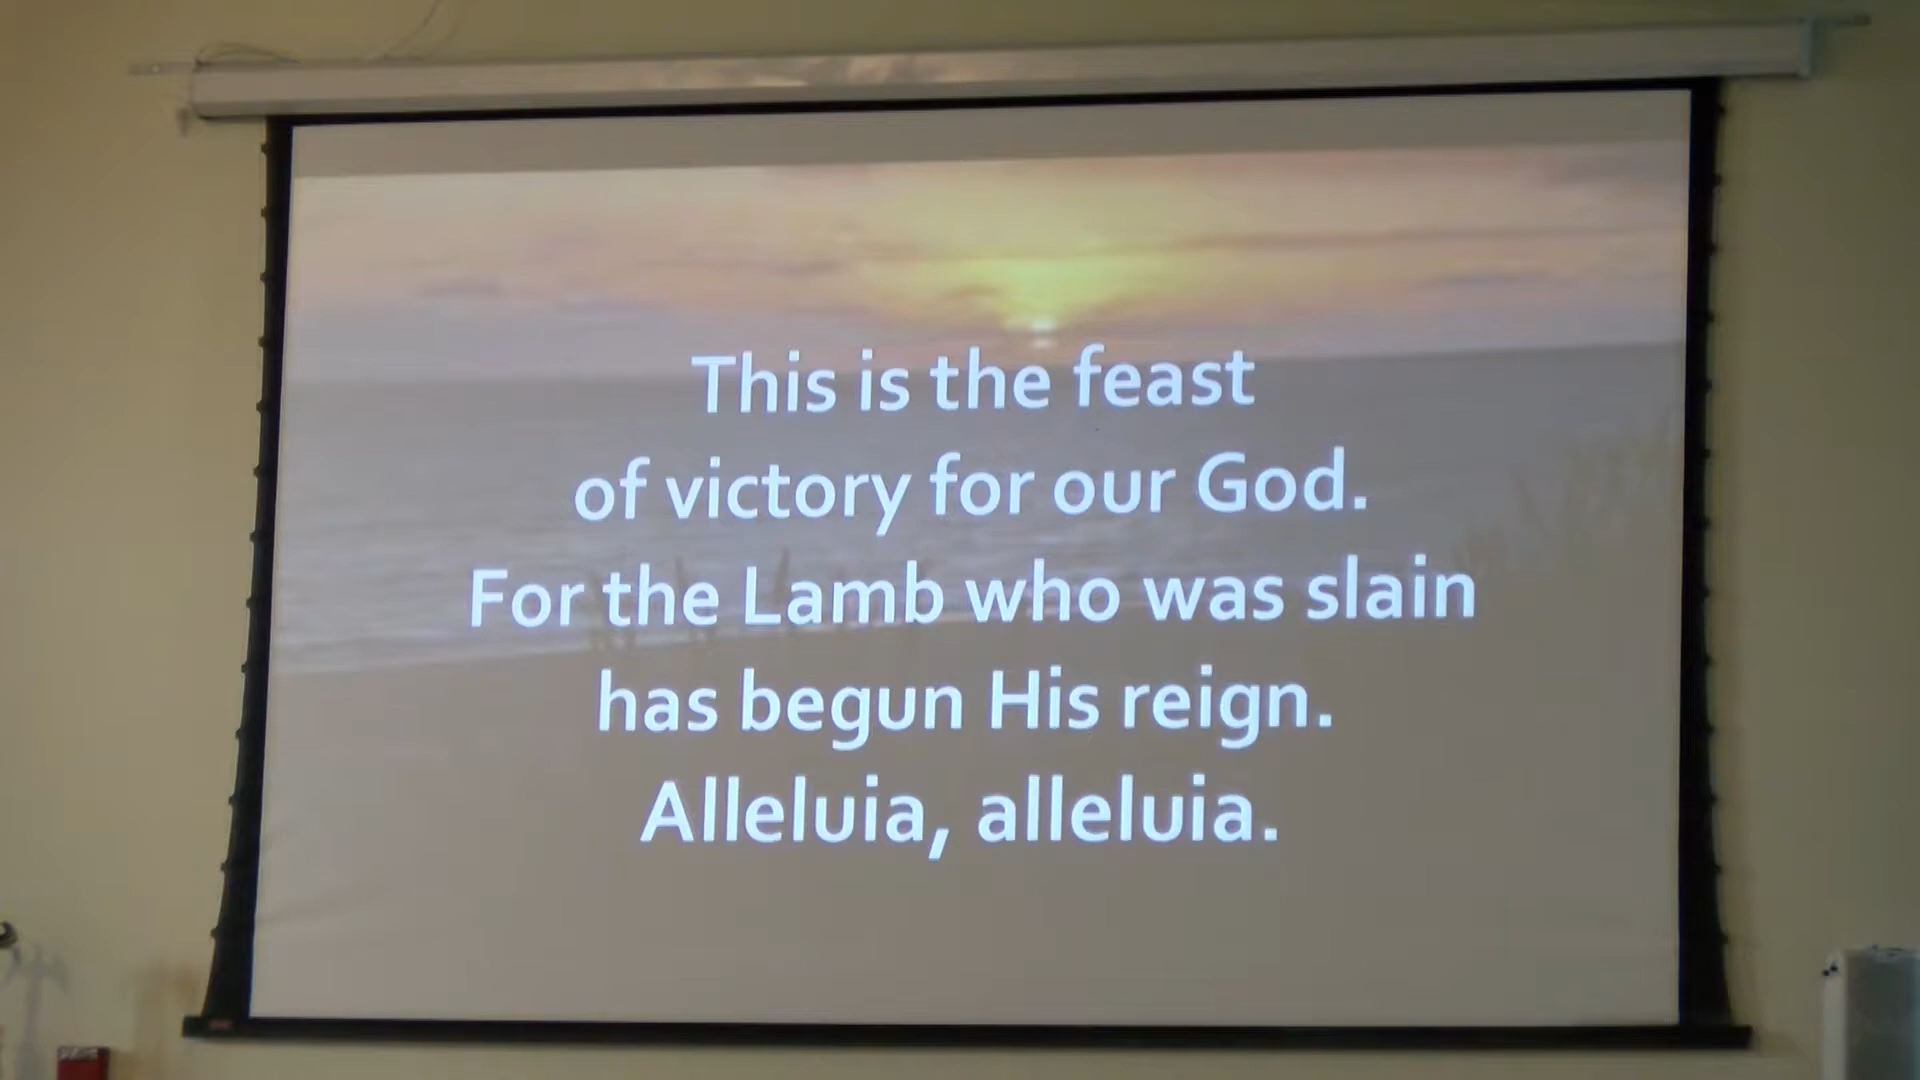 This is the feast
of victory for our God.
For the Lamb who was slain
has begun His reign.
Alleluia, alleluia.